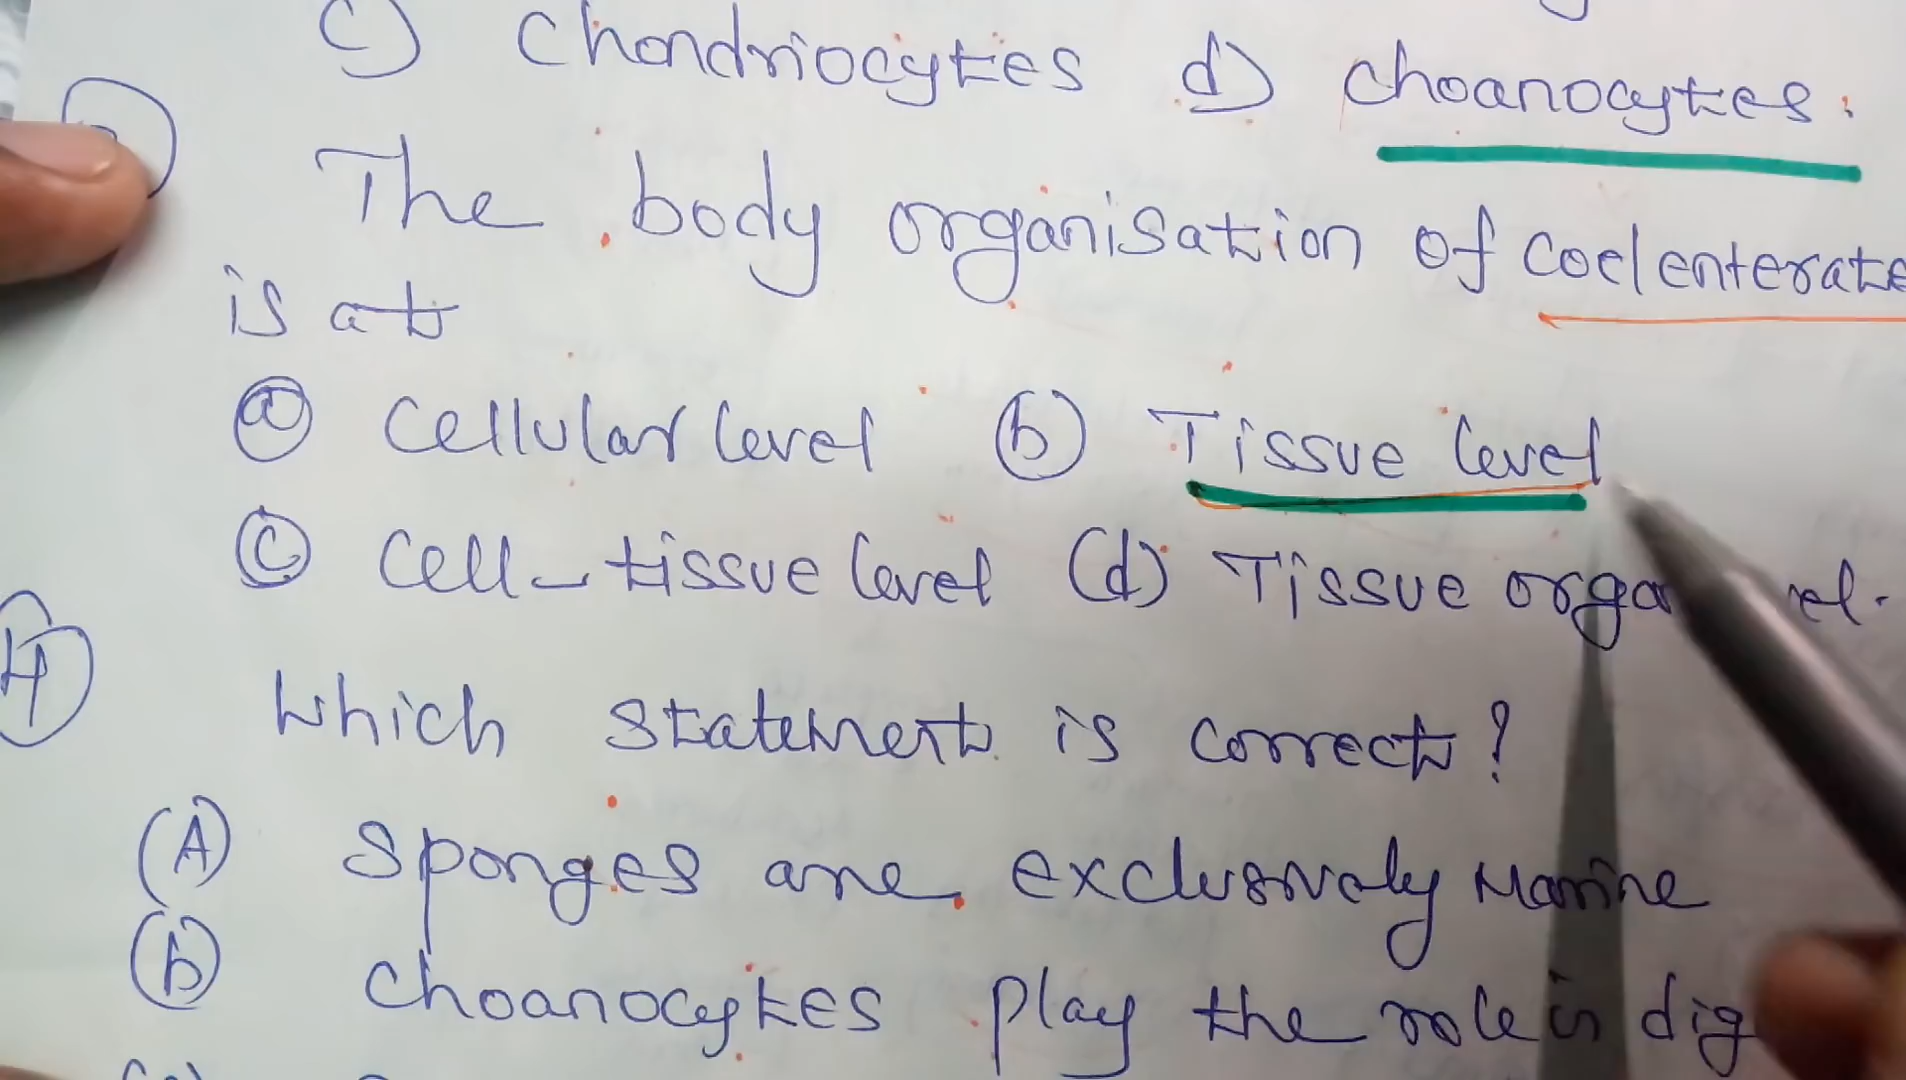 c) Chondriocytes d) choanocytes.
The body organisation of coelenterate
is at
(a) Cellular level (b) Tissue level
(c) Cell-tissue level (d) Tissue
4
Which statement is correct?
(A) Sponges are exclusively Marine
(b) choanocytes play the role in